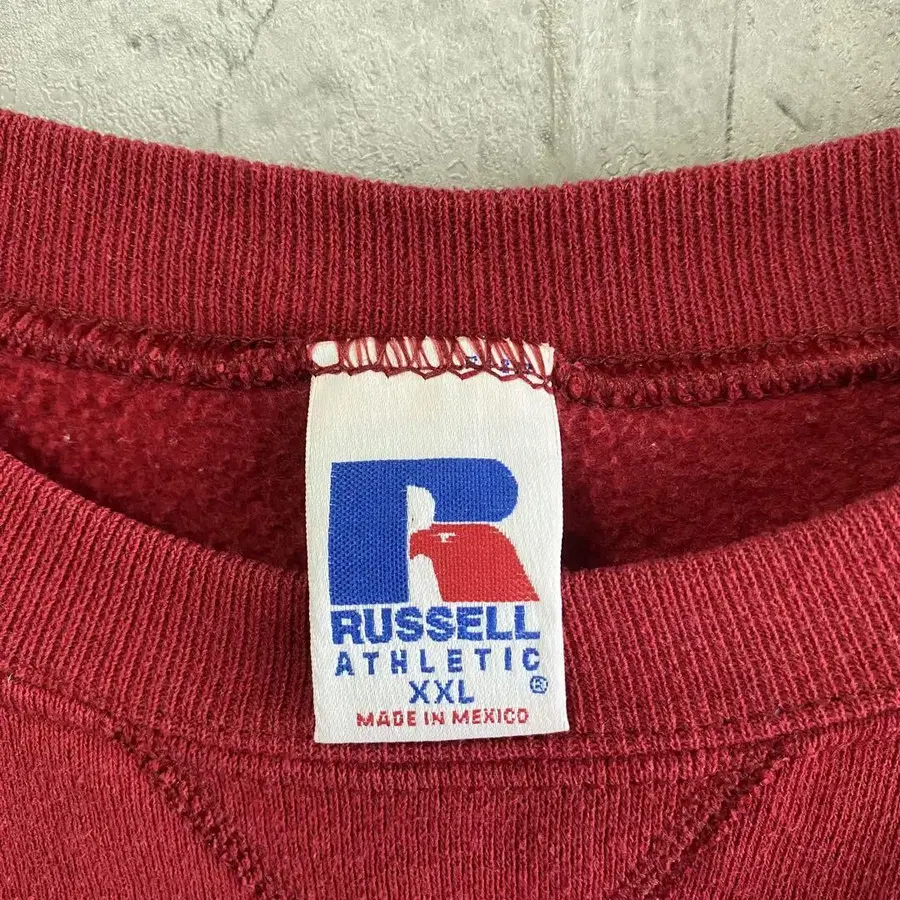 R
RUSSELL
ATHLETIC
XXL ®
MADE IN MEXICO